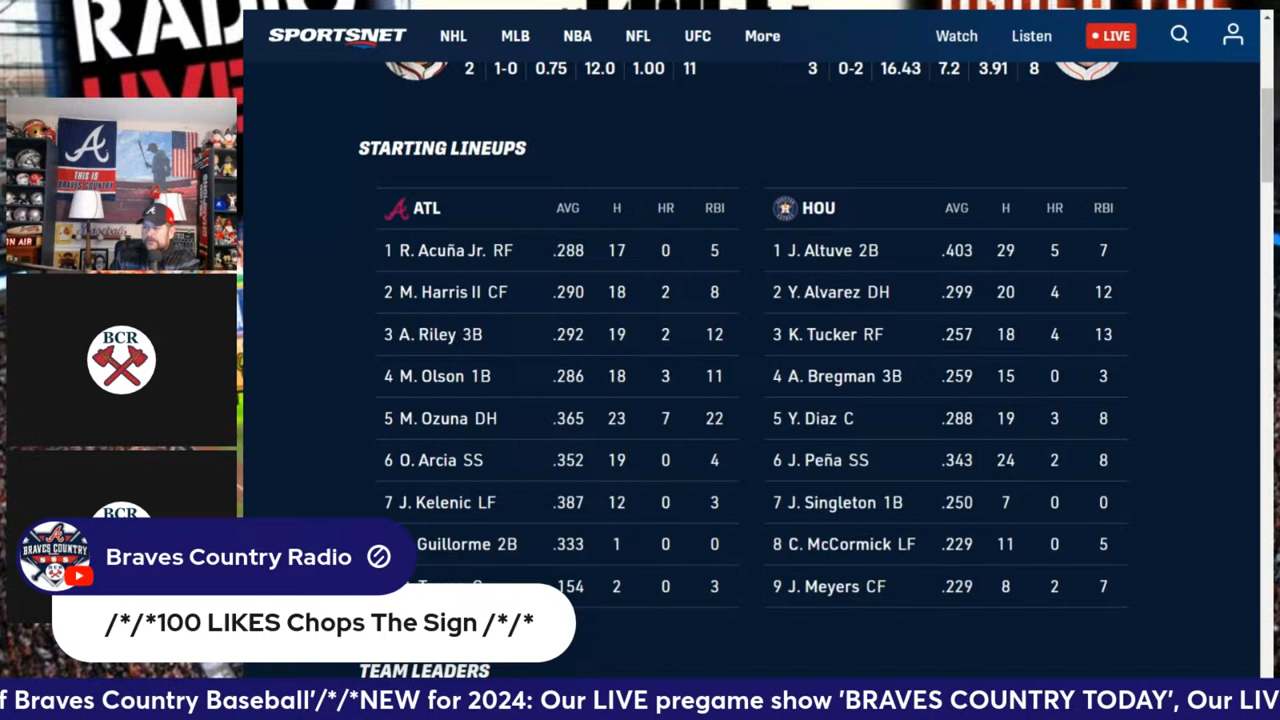 RADIO
LIVE
SPORTSNET NHL MLB NBA NFL UFC More Watch Listen LIVE
2 1-0 0.75 12.0 1.00 11 3 0-2 16.43 7.2 3.91 8
STARTING LINEUPS
ATL AVG H HR RBI HOU AVG H HR RBI
1 R. Acuña Jr. RF .288 17 0 5 1 J. Altuve 2B .403 29 5 7
2 M. Harris II CF .290 18 2 8 2 Y. Alvarez DH .299 20 4 12
3 A. Riley 3B .292 19 2 12 3 K. Tucker RF .257 18 4 13
4 M. Olson 1B .286 18 3 11 4 A. Bregman 3B .259 15 0 3
5 M. Ozuna DH .365 23 7 22 5 Y. Diaz C .288 19 3 8
6 O. Arcia SS .352 19 0 4 6 J. Peña SS .343 24 2 8
7 J. Kelenic LF .387 12 0 3 7 J. Singleton 1B .250 7 0 0
Guillorme 2B .333 1 0 0 8 C. McCormick LF .229 11 0 5
154 2 0 3 9 J. Meyers CF .229 8 2 7
TEAM LEADERS
THIS IS
BRAVES COUNTRY
ON AIR
BCR
BCR
Braves Country Radio
/*/*100 LIKES Chops The Sign /*/*
f Braves Country Baseball'/*/*NEW for 2024: Our LIVE pregame show 'BRAVES COUNTRY TODAY', Our LIV